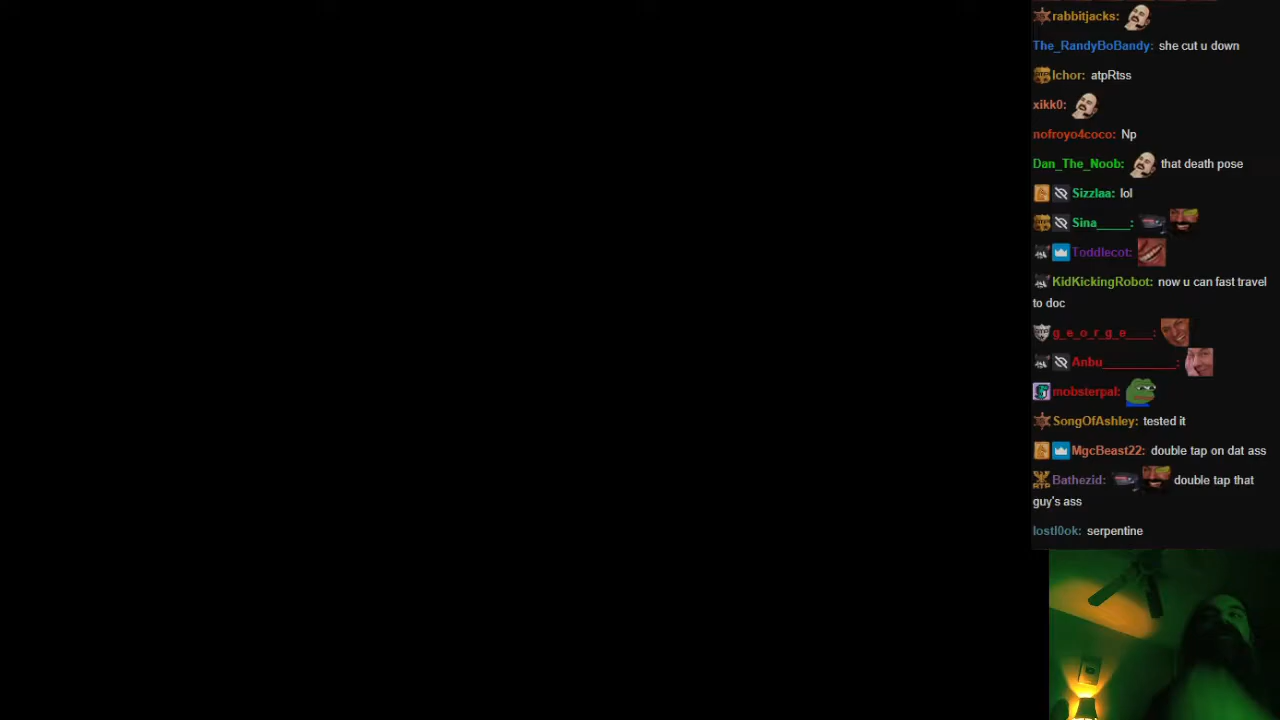 rabbitjacks:
The_RandyBoBandy: she cut u down
Ichor: atpRtss
xikk0:
nofroyo4coco: Np
Dan_The_Noob: that death pose
Sizzlaa: lol
Sina_____:
Toddlecot:
KidKickingRobot: now u can fast travel
to doc
g_e_o_r_g_e____:
Anbu___________:
mobsterpal:
SongOfAshley: tested it
MgcBeast22: double tap on dat ass
Bathezid: double tap that
guy's ass
lostl0ok: serpentine